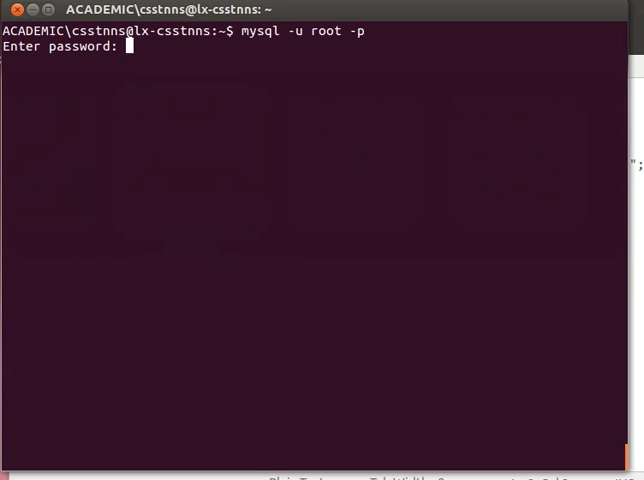 ACADEMIC\csstnns@lx-csstnns: ~
ACADEMIC\csstnns@lx-csstnns:~$ mysql -u root -p
Enter password:
";